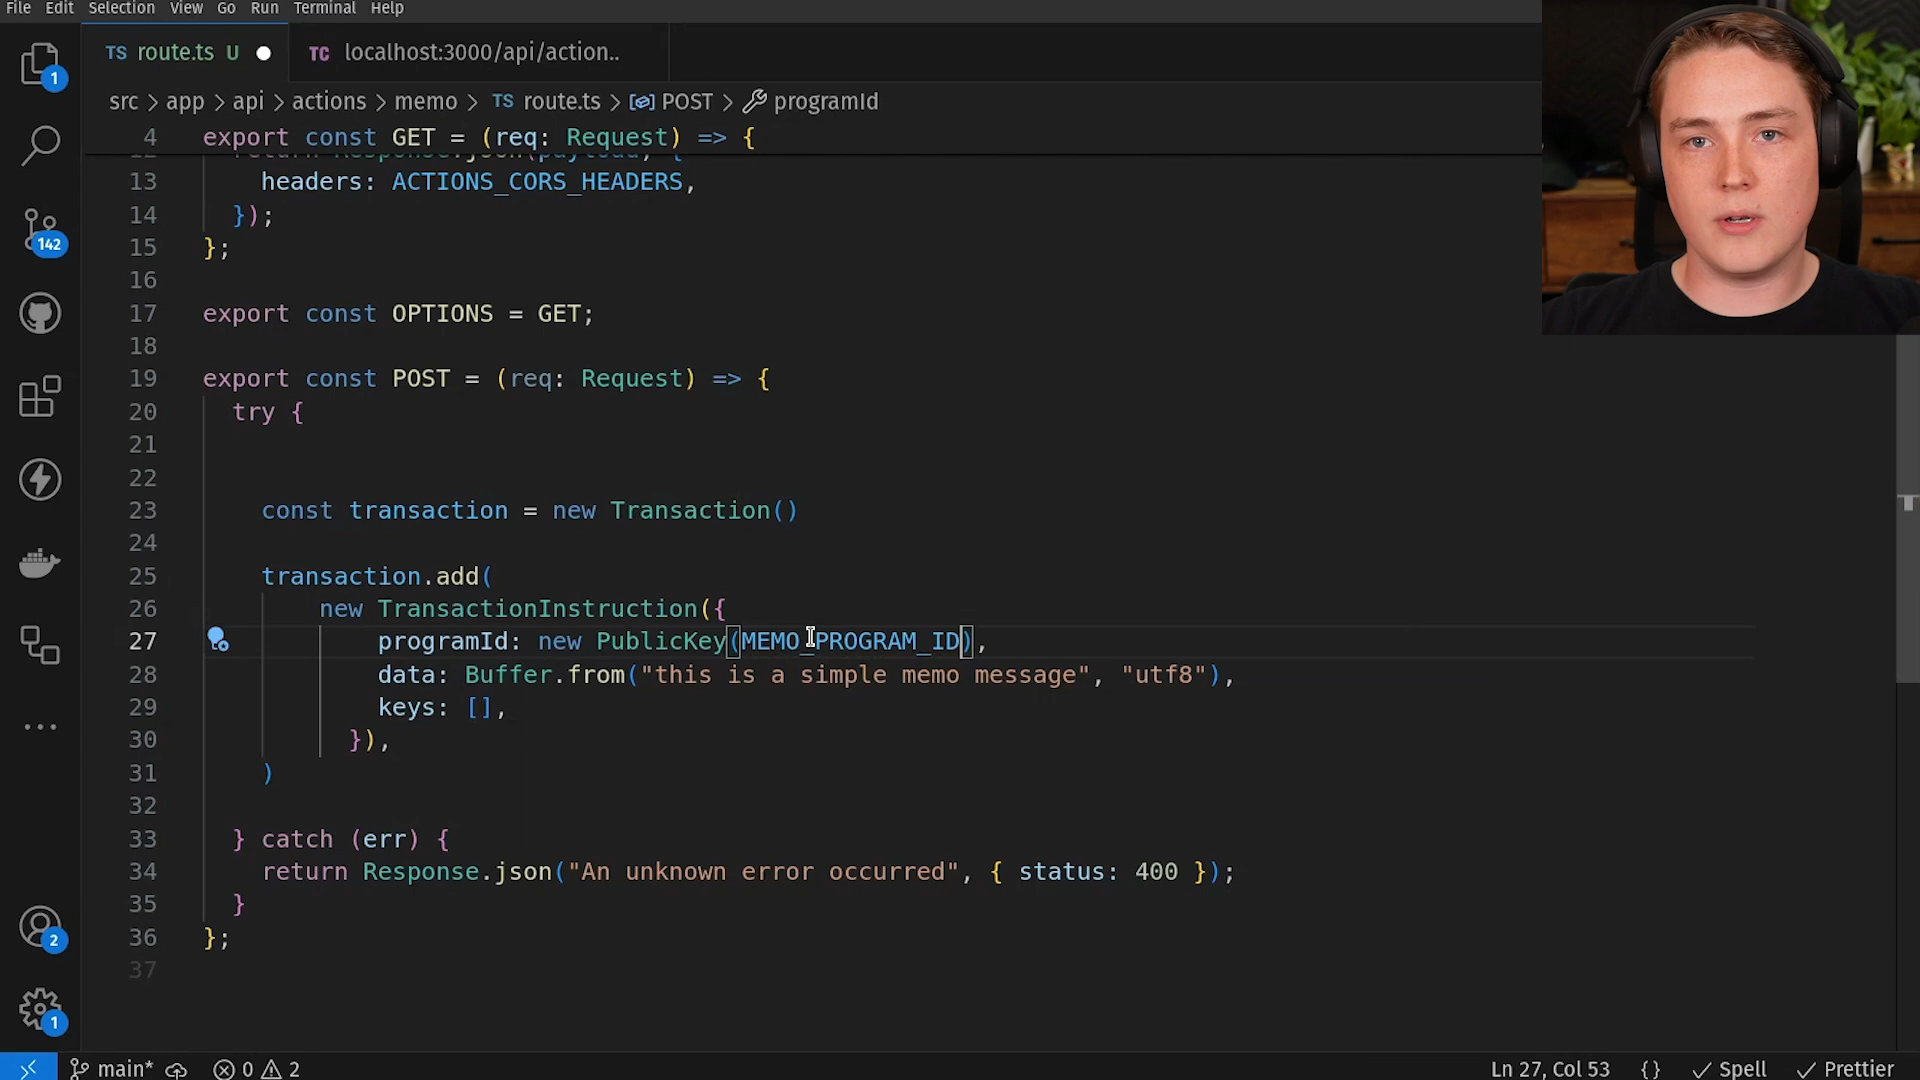 File Edit Selection View Go Run Terminal Help
TS route.ts U
TC localhost:3000/api/action..
src > app > api > actions > memo > TS route.ts > POST > programId
4 export const GET = (req: Request) => {
return Response.json(payload, {
13 headers: ACTIONS_CORS_HEADERS,
14 });
15 };
16
17 export const OPTIONS = GET;
18
19 export const POST = (req: Request) => {
20 try {
21
22
23 const transaction = new Transaction()
24
25 transaction.add(
26 new TransactionInstruction({
27 programId: new PublicKey(MEMO_PROGRAM_ID),
28 data: Buffer.from("this is a simple memo message", "utf8"),
29 keys: [],
30 }),
31 )
32
33 } catch (err) {
34 return Response.json("An unknown error occurred", { status: 400 });
35 }
36 };
37
1
142
2
1
main* 0 2
Ln 27, Col 53 {} Spell Prettier